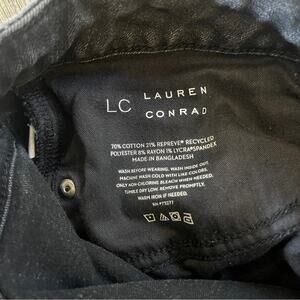 LC LAUREN
CONRAD
70% COTTON 21% REPREVE® RECYCLED
POLYESTER 8% RAYON 1% LYCRA®SPANDEX
MADE IN BANGLADESH
WASH BEFORE WEARING. WASH INSIDE OUT.
MACHINE WASH COLD WITH LIKE COLORS.
ONLY NON-CHLORINE BLEACH WHEN NEEDED.
TUMBLE DRY LOW. REMOVE PROMPTLY.
WARM IRON IF NEEDED.
RN #73277